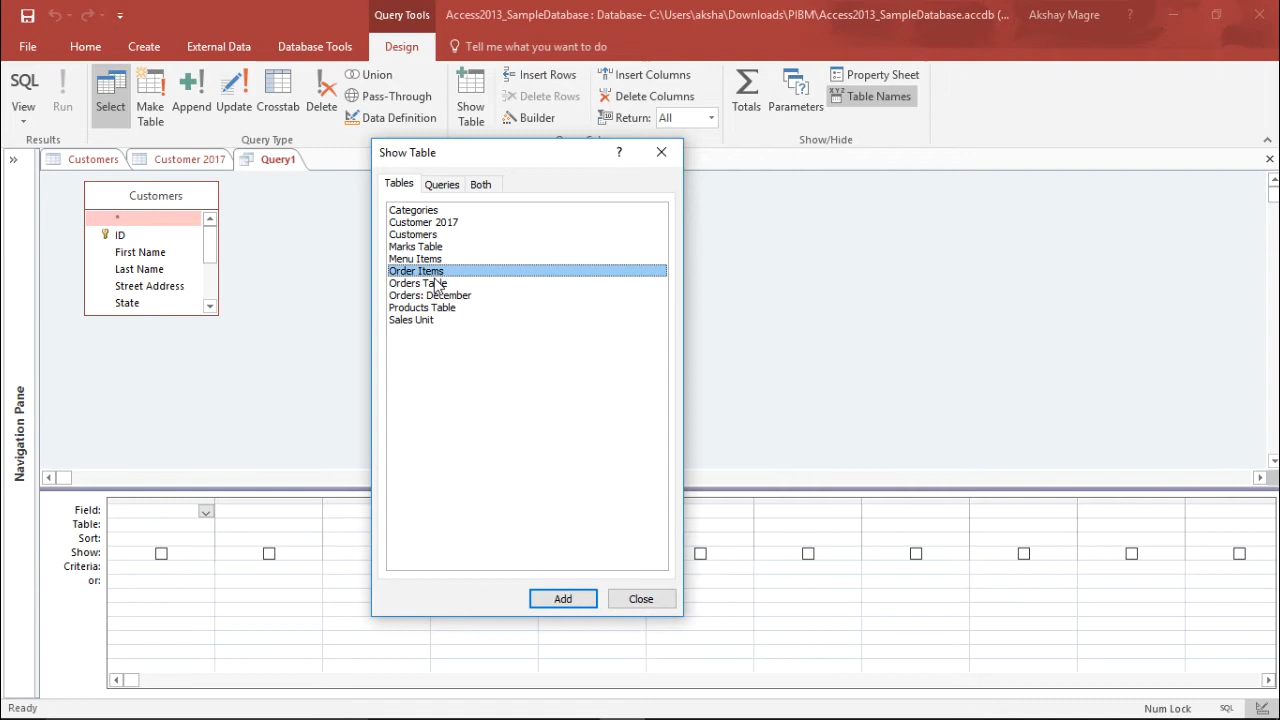 Query Tools
Access2013_SampleDatabase : Database- C:\Users\aksha\Downloads\PIBM\Access2013_SampleDatabase.accdb (...
Akshay Magre
?
File
Home
Create
External Data
Database Tools
Design
Tell me what you want to do
SQL
View
Run
Select
Make
Table
Append
Update
Crosstab
Delete
Union
Pass-Through
Data Definition
Show
Table
Insert Rows
Delete Rows
Builder
Insert Columns
Delete Columns
Return: All
Totals
Parameters
Property Sheet
XYZ
Table Names
Results
Query Type
Show/Hide
Customers
Customer 2017
Query1
Navigation Pane
Customers
*
ID
First Name
Last Name
Street Address
State
Show Table
?
Tables
Queries
Both
Categories
Customer 2017
Customers
Marks Table
Menu Items
Order Items
Orders Table
Orders: December
Products Table
Sales Unit
Add
Close
Field:
Table:
Sort:
Show:
Criteria:
or:
Ready
Num Lock
SQL